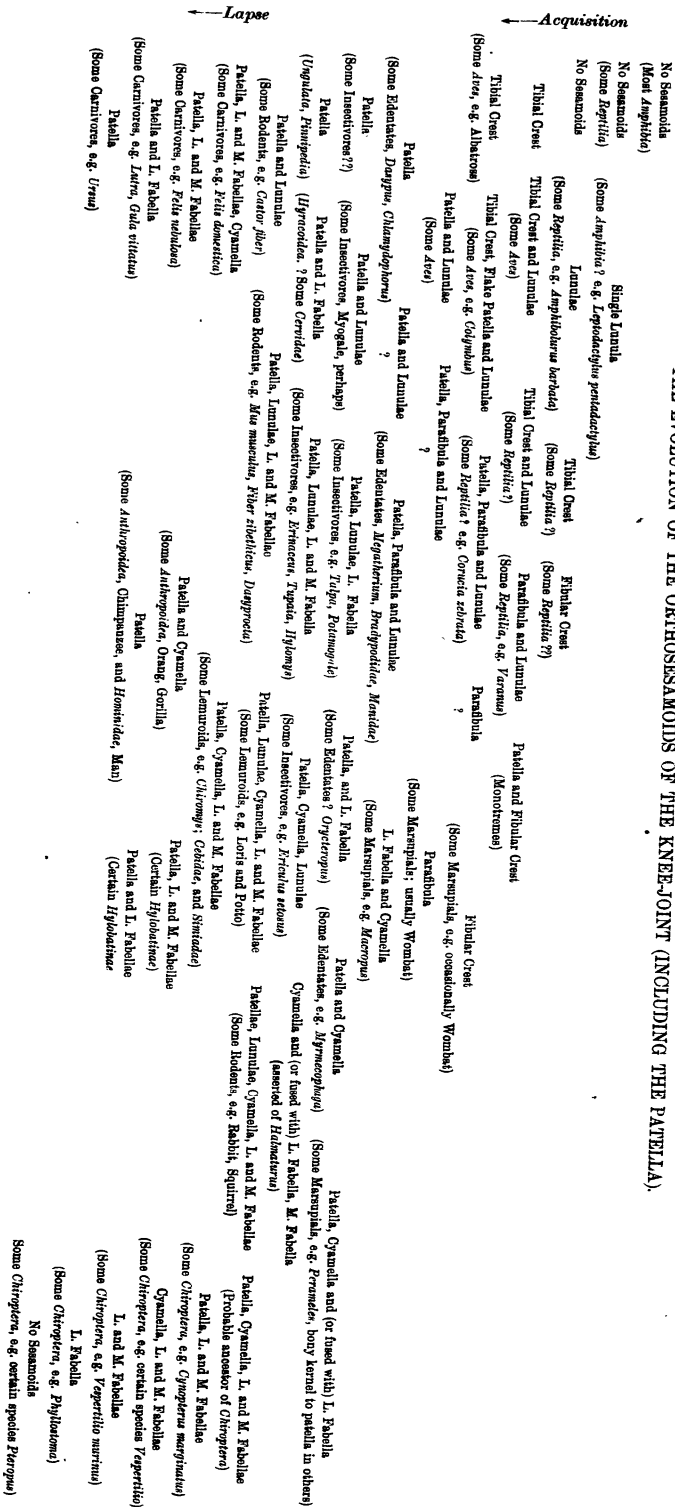 THE EVOLUTION OF THE ORTHOSESAMOIDS OF THE KNEE-JOINT (INCLUDING THE PATELLA).
←—Acquisition
←—Lapse
No Sesamoids
(Most Amphibia)
No Sesamoids
(Some Reptilia)
No Sesamoids
Tibial Crest
Tibial Crest
(Some Aves, e.g. Albatross)
Single Lunula
(Some Amphibia? e.g. Leptodactylus pentadactylus)
Lunulae
(Some Reptilia, e.g. Amphibolurus barbata)
Tibial Crest and Lunulae
(Some Aves)
Tibial Crest, Flake Patella and Lunulae
(Some Aves, e.g. Colymbus)
Patella and Lunulae
(Some Aves)
Tibial Crest
(Some Reptilia?)
Tibial Crest and Lunulae
(Some Reptilia?)
Patella, Parafibula and Lunulae
(Some Reptilia? e.g. Corucia zebrata)
Patella, Parafibula and Lunulae
?
Fibular Crest
(Some Reptilia??)
Parafibula and Lunulae
(Some Reptilia, e.g. Varanus)
Parafibula
?
Patella and Fibular Crest
(Monotremes)
Fibular Crest
(Some Marsupials, e.g. occasionally Wombat)
Parafibula
(Some Marsupials; usually Wombat)
L. Fabella and Cyamella
(Some Marsupials, e.g. Macropus)
Patella
(Some Edentates, Dasypus, Chlamydophorus)
Patella and Lunulae
?
Patella, Parafibula and Lunulae
(Some Edentates, Megatherium, Bradypodidae, Manidae)
Patella, and L. Fabella
(Some Edentates? Orycteropus)
Patella and Cyamella
(Some Edentates, e.g. Myrmecophaga)
Patella, Cyamella and (or fused with) L. Fabella
(Some Marsupials, e.g. Perameles, bony kernel to patella in others)
Cyamella and (or fused with) L. Fabella, M. Fabella
(asserted of Halmaturus)
Patella
(Some Insectivores??)
Patella and Lunulae
(Some Insectivores, Myogale, perhaps)
Patella, Lunulae, L. Fabella
(Some Insectivores, e.g. Talpa, Potamogale)
Patella, Cyamella, Lunulae
(Some Insectivores, e.g. Ericulus setosus)
Patella
(Ungulata, Pinnipedia)
Patella and L. Fabella
(Hyracoidea. ? Some Cervidae)
Patella, Lunulae, L. and M. Fabella
(Some Insectivores, e.g. Erinaceus, Tupaia, Hylomys)
Patella, Lunulae, Cyamella, L. and M. Fabellae
(Some Lemuroids, e.g. Loris and Potto)
Patellae, Lunulae, Cyamella, L. and M. Fabellae
(Some Rodents, e.g. Rabbit, Squirrel)
Patella, Cyamella, L. and M. Fabellae
(Probable ancestor of Chiroptera)
Patella and Lunulae
(Some Rodents, e.g. Castor fiber)
Patella, Lunulae, L. and M. Fabellae
(Some Rodents, e.g. Mus musculus, Fiber zibethicus, Dasyprocta)
Patella, Cyamella, L. and M. Fabellae
(Some Lemuroids, e.g. Chiromys; Cebidae, and Simiadae)
Patella, L. and M. Fabellae
(Some Chiroptera, e.g. Cynopterus marginatus)
Patella, L. and M. Fabellae, Cyamella
(Some Carnivores, e.g. Felis domestica)
Patella and Cyamella
(Some Anthropoidea, Orang, Gorilla)
Patella, L. and M. Fabellae
(Certain Hylobatinae)
Cyamella, L. and M. Fabellae
(Some Chiroptera, e.g. certain species Vespertilio)
Patella, L. and M. Fabellae
(Some Carnivores, e.g. Felis nebulosa)
Patella
(Some Anthropoidea, Chimpanzee, and Hominidae, Man)
Patella and L. Fabellae
(Certain Hylobatinae
L. and M. Fabellae
(Some Chiroptera, e.g. Vespertilio murinus)
Patella and L. Fabella
(Some Carnivores, e.g. Lutra, Gula vittatus)
L. Fabella
(Some Chiroptera, e.g. Phyllostoma)
Patella
(Some Carnivores, e.g. Ursus)
No Sesamoids
Some Chiroptera, e.g. certain species Pteropus)